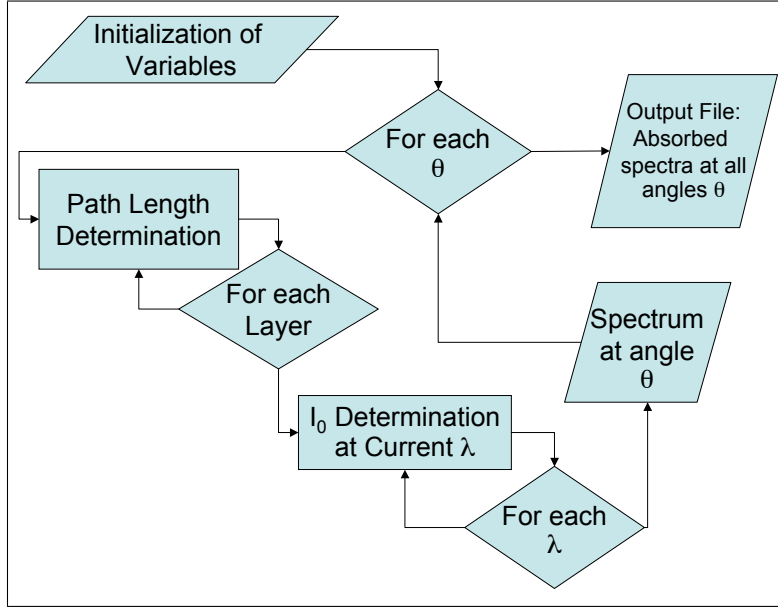 Initialization of
Variables
For each
θ
Output File:
Absorbed
spectra at all
angles θ
Path Length
Determination
For each
Layer
Spectrum
at angle
θ
I₀ Determination
at Current λ
For each
λ